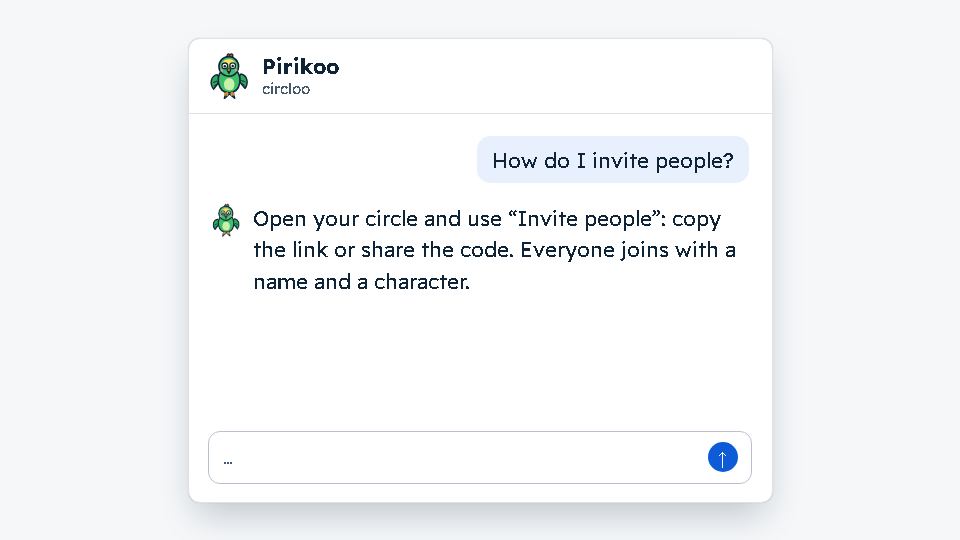 Pirikoo
circloo
How do I invite people?
Open your circle and use “Invite people”: copy
the link or share the code. Everyone joins with a
name and a character.
…
↑